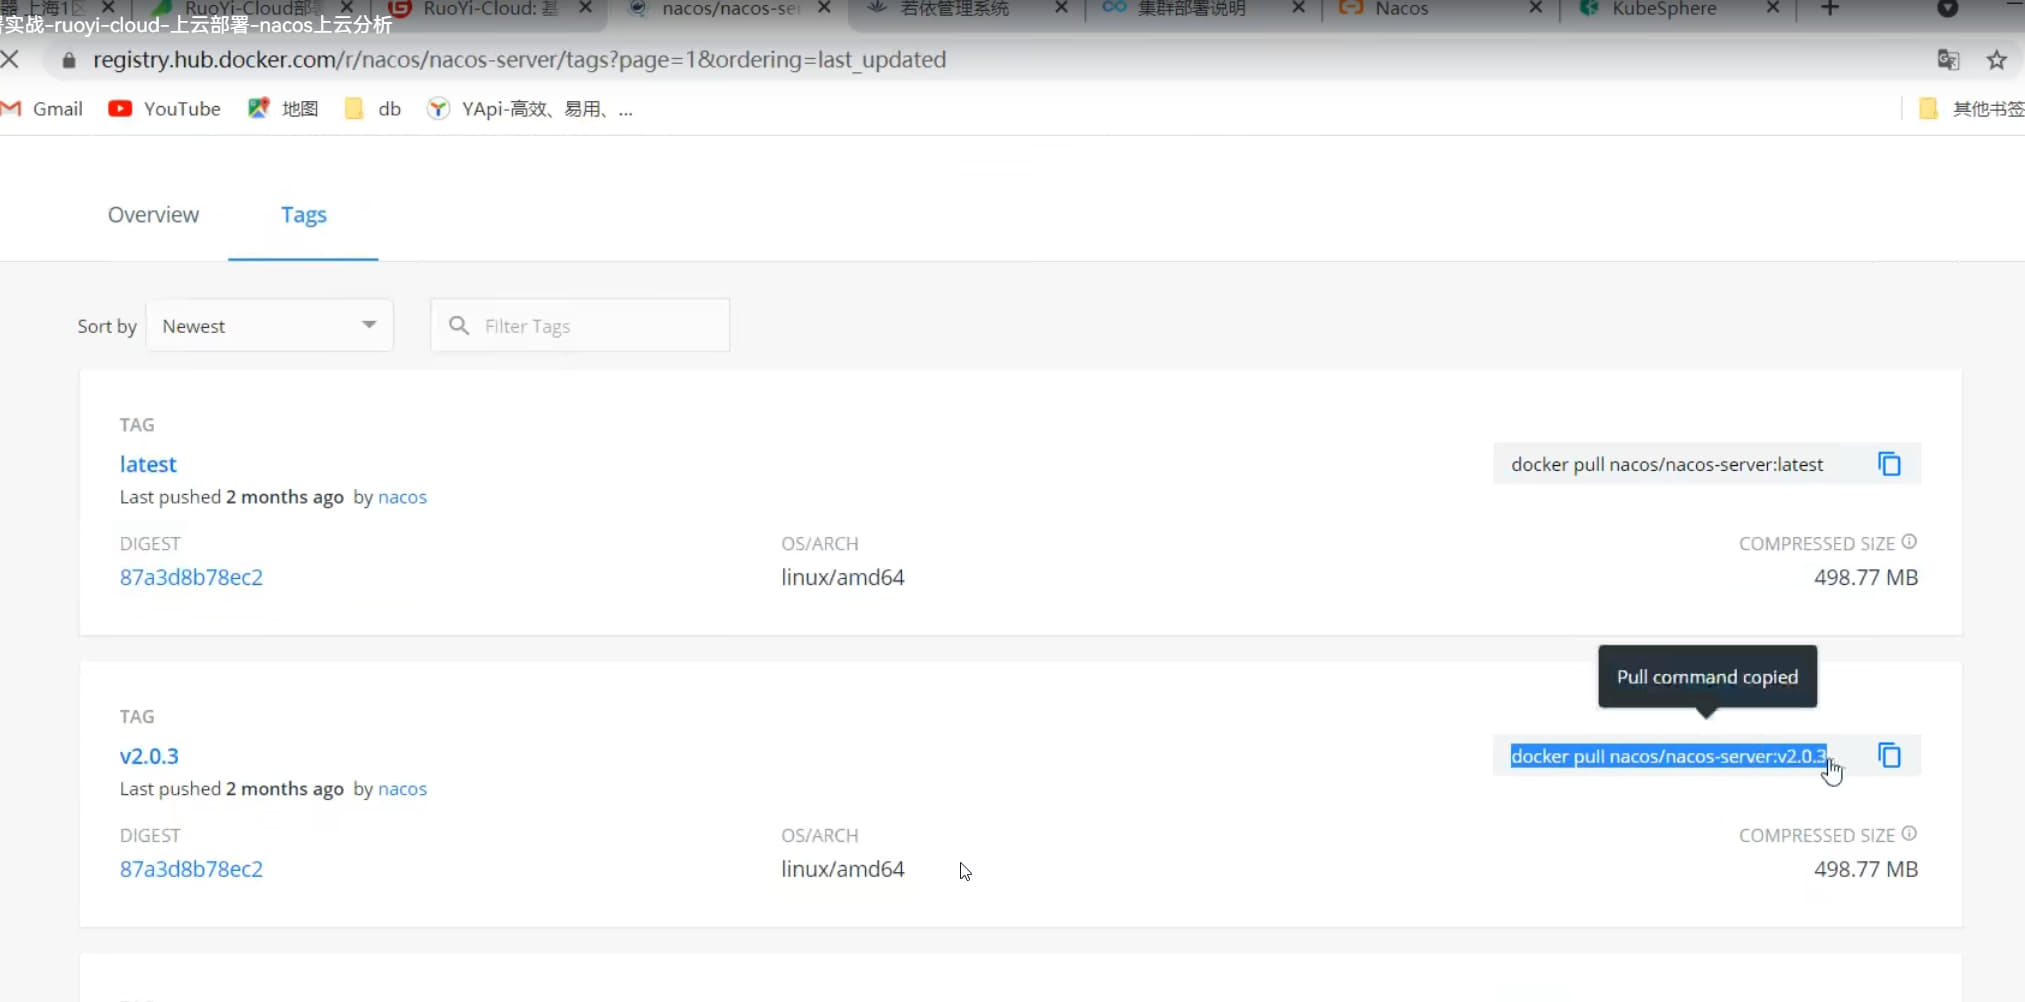 上海1区 RuoYi-Cloud部署 RuoYi-Cloud: 基 nacos/nacos-ser 若依管理系统 集群部署说明 Nacos KubeSphere
署实战-ruoyi-cloud-上云部署-nacos上云分析
registry.hub.docker.com/r/nacos/nacos-server/tags?page=1&ordering=last_updated
Gmail YouTube 地图 db YApi-高效、易用、... 其他书签
Overview Tags
Sort by Newest Filter Tags
TAG
latest docker pull nacos/nacos-server:latest
Last pushed 2 months ago by nacos
DIGEST OS/ARCH COMPRESSED SIZE
87a3d8b78ec2 linux/amd64 498.77 MB
Pull command copied
TAG
v2.0.3 docker pull nacos/nacos-server:v2.0.3
Last pushed 2 months ago by nacos
DIGEST OS/ARCH COMPRESSED SIZE
87a3d8b78ec2 linux/amd64 498.77 MB